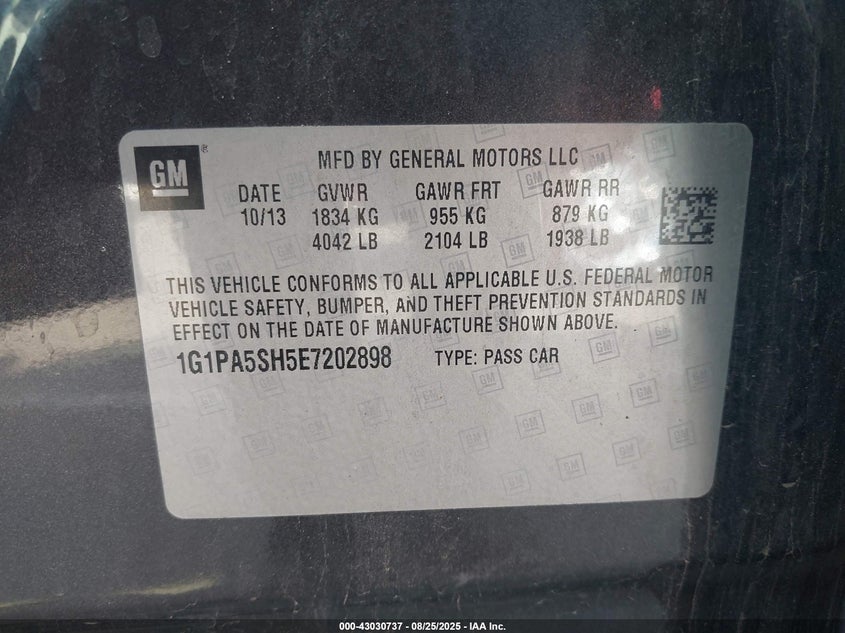 GM ® MFD BY GENERAL MOTORS LLC
DATE GVWR GAWR FRT GAWR RR
10/13 1834 KG 955 KG 879 KG
4042 LB 2104 LB 1938 LB
THIS VEHICLE CONFORMS TO ALL APPLICABLE U.S. FEDERAL MOTOR
VEHICLE SAFETY, BUMPER, AND THEFT PREVENTION STANDARDS IN
EFFECT ON THE DATE OF MANUFACTURE SHOWN ABOVE.
1G1PA5SH5E7202898 TYPE: PASS CAR
000-43030737 - 08/25/2025 - IAA Inc.